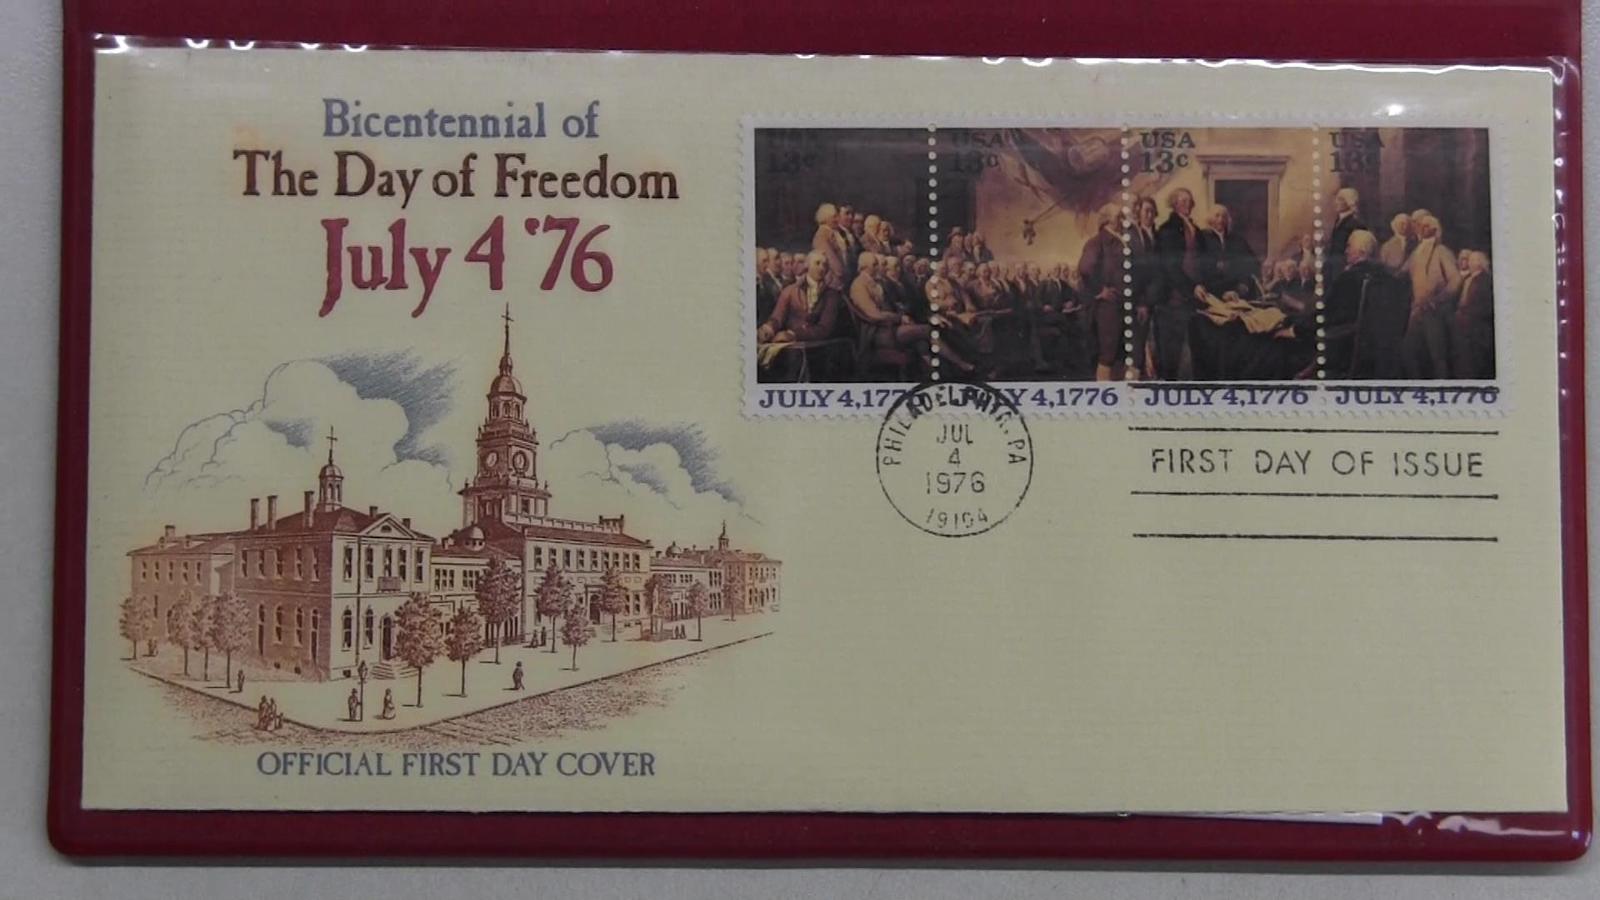 Bicentennial of
The Day of Freedom
July 4 '76
OFFICIAL FIRST DAY COVER
USA 13c
USA 13c
USA 13c
USA 13c
JULY 4, 1776
JULY 4, 1776
JULY 4, 1776
JULY 4, 1776
PHILADELPHIA, PA
JUL
4
1976
19104
FIRST DAY OF ISSUE